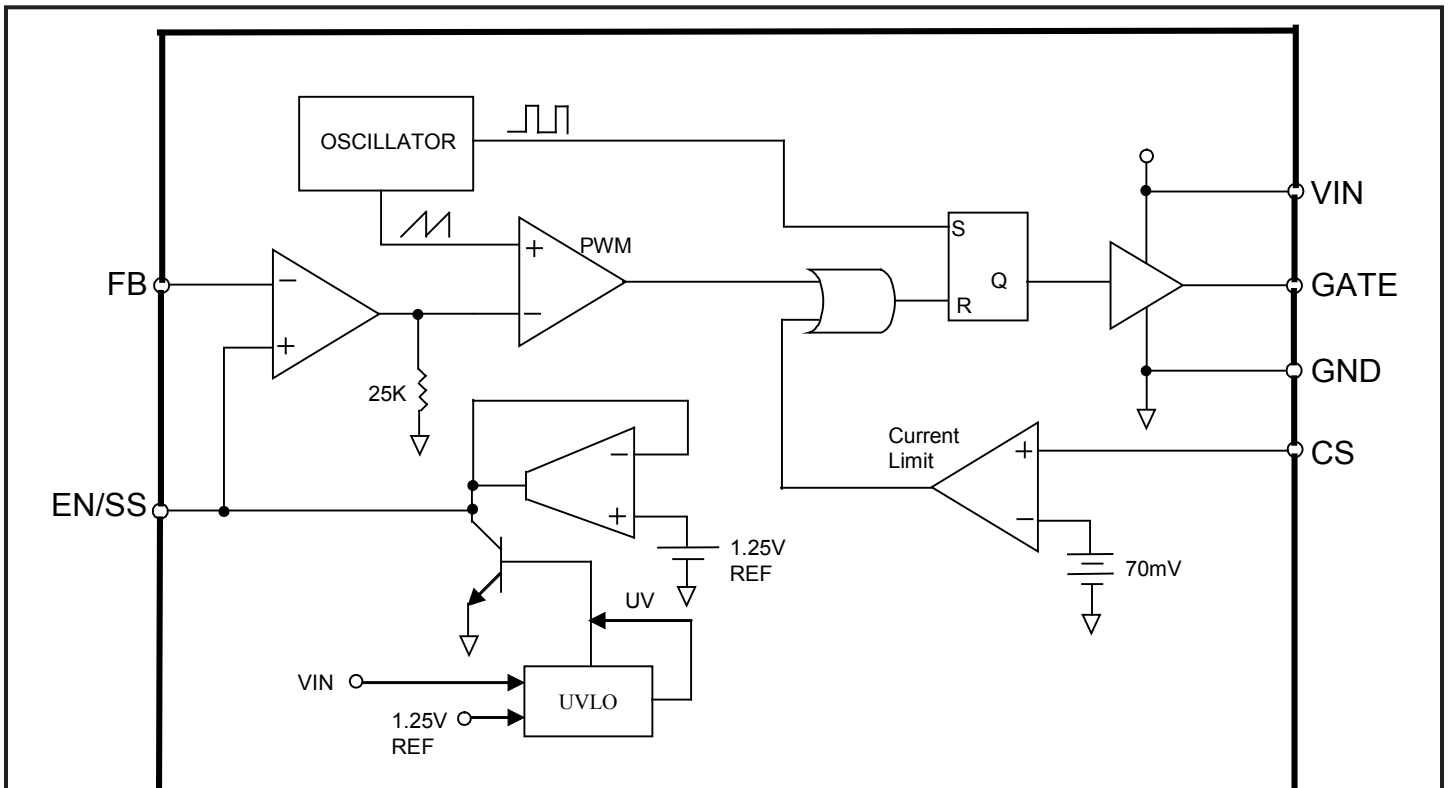 OSCILLATOR
VIN
S
+
PWM
FB
−
Q
GATE
−
R
+
GND
25K
Current
Limit
+
CS
−
EN/SS
+
−
1.25V
REF
70mV
UV
VIN
UVLO
1.25V
REF